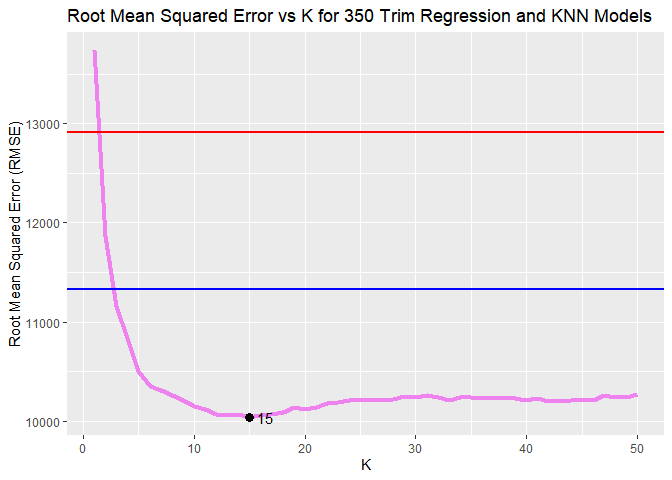 Root Mean Squared Error vs K for 350 Trim Regression and KNN Models
Root Mean Squared Error (RMSE)
13000
12000
11000
10000
15
0 10 20 30 40 50
K